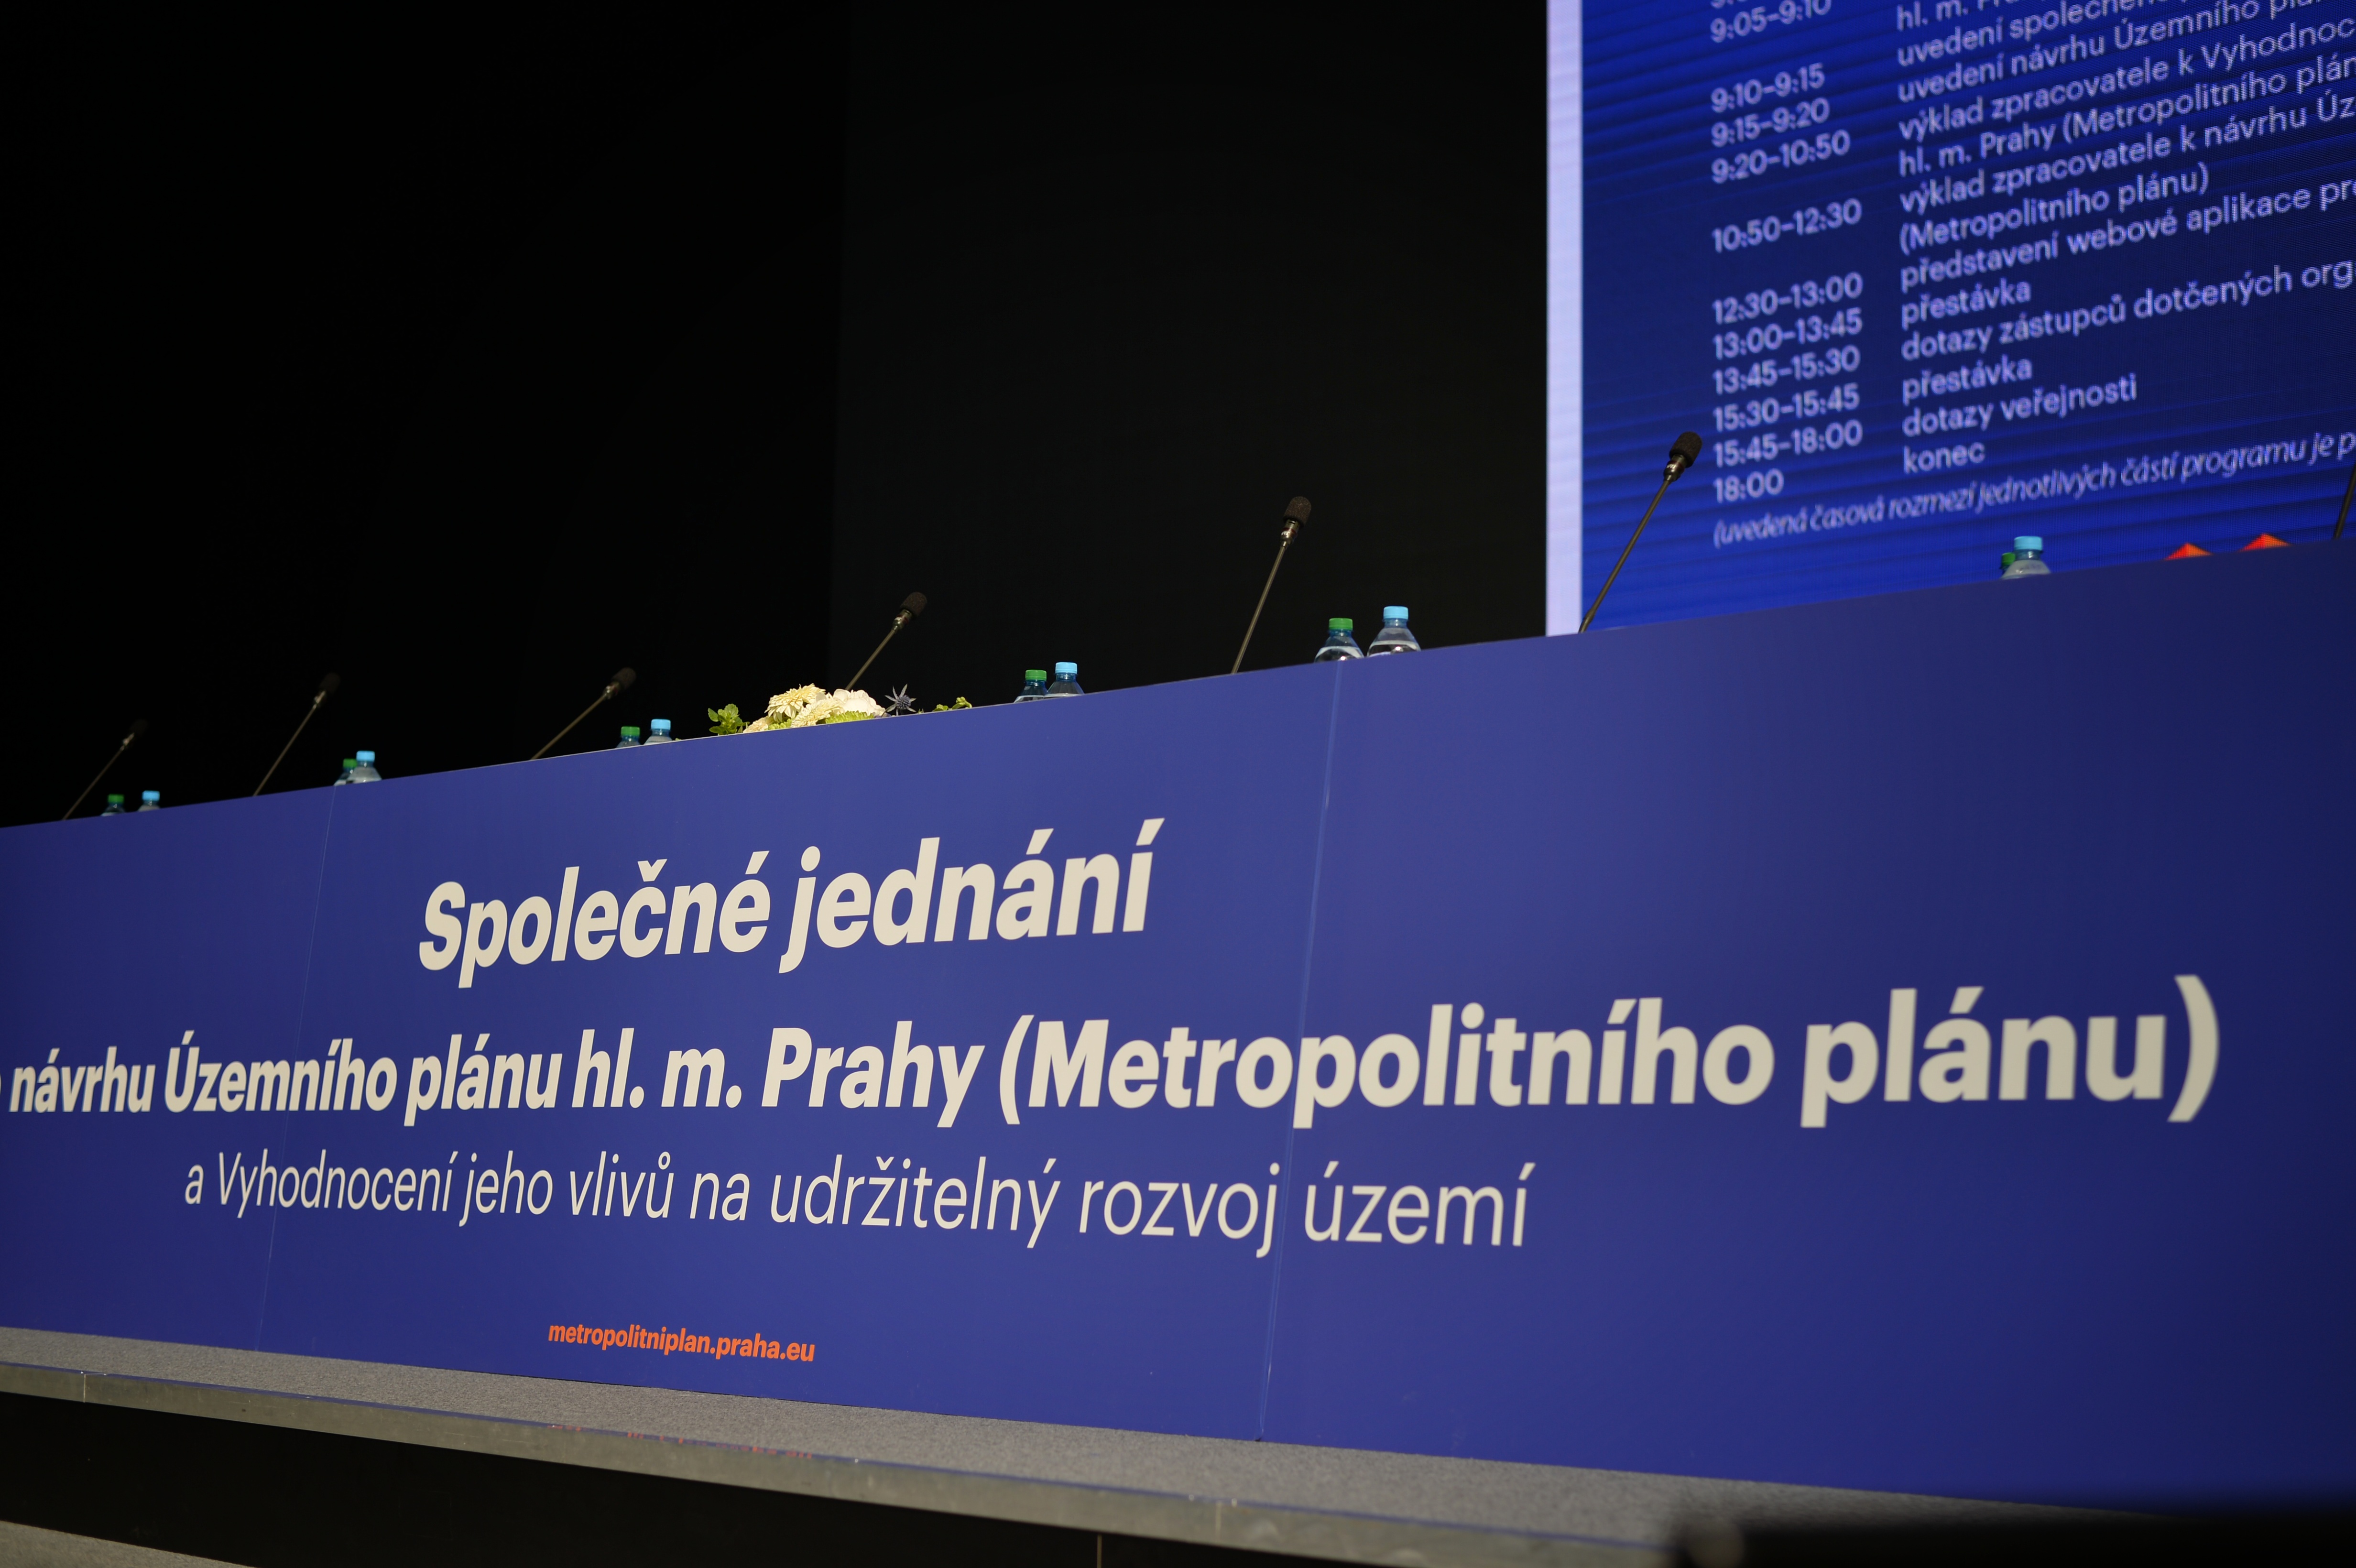 9:05–9:10
hl. m.
uvedení společného
9:10–9:15
uvedení návrhu Územního
9:15–9:20
výklad zpracovatele k
9:20–10:50
hl. m. Prahy (Metropolitního
výklad zpracovatele k návrhu
10:50–12:30
(Metropolitního plánu)
představení webové aplikace
12:30–13:00
přestávka
13:00–13:45
dotazy zástupců dotčených
13:45–15:30
přestávka
15:30–15:45
dotazy veřejnosti
15:45–18:00
konec
18:00
(uvedená časová rozmezí jednotlivých částí programu je
Společné jednání
návrhu Územního plánu hl. m. Prahy (Metropolitního plánu)
a Vyhodnocení jeho vlivů na udržitelný rozvoj území
metropolitniplan.praha.eu